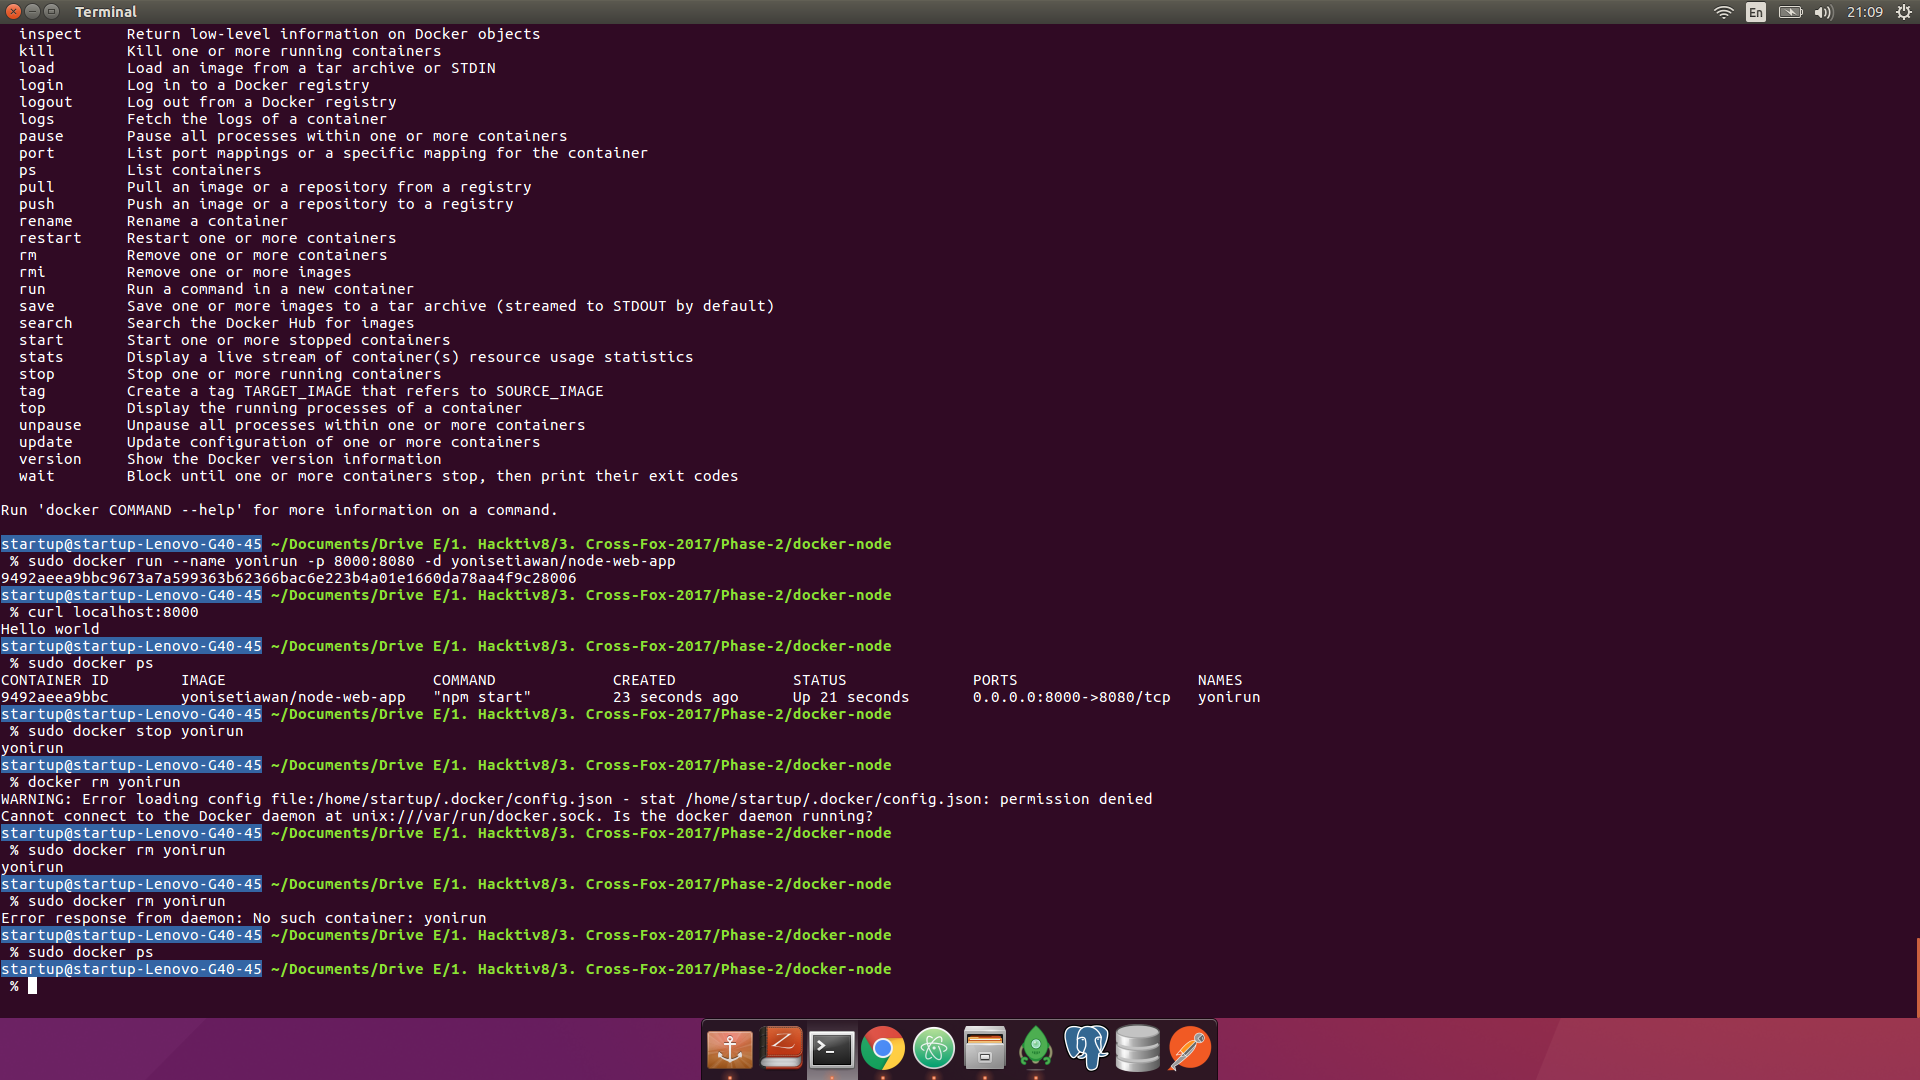 Terminal
En
21:09
inspect Return low-level information on Docker objects
kill Kill one or more running containers
load Load an image from a tar archive or STDIN
login Log in to a Docker registry
logout Log out from a Docker registry
logs Fetch the logs of a container
pause Pause all processes within one or more containers
port List port mappings or a specific mapping for the container
ps List containers
pull Pull an image or a repository from a registry
push Push an image or a repository to a registry
rename Rename a container
restart Restart one or more containers
rm Remove one or more containers
rmi Remove one or more images
run Run a command in a new container
save Save one or more images to a tar archive (streamed to STDOUT by default)
search Search the Docker Hub for images
start Start one or more stopped containers
stats Display a live stream of container(s) resource usage statistics
stop Stop one or more running containers
tag Create a tag TARGET_IMAGE that refers to SOURCE_IMAGE
top Display the running processes of a container
unpause Unpause all processes within one or more containers
update Update configuration of one or more containers
version Show the Docker version information
wait Block until one or more containers stop, then print their exit codes
Run 'docker COMMAND --help' for more information on a command.
startup@startup-Lenovo-G40-45 ~/Documents/Drive E/1. Hacktiv8/3. Cross-Fox-2017/Phase-2/docker-node
% sudo docker run --name yonirun -p 8000:8080 -d yonisetiawan/node-web-app
9492aeea9bbc9673a7a599363b62366bac6e223b4a01e1660da78aa4f9c28006
startup@startup-Lenovo-G40-45 ~/Documents/Drive E/1. Hacktiv8/3. Cross-Fox-2017/Phase-2/docker-node
% curl localhost:8000
Hello world
startup@startup-Lenovo-G40-45 ~/Documents/Drive E/1. Hacktiv8/3. Cross-Fox-2017/Phase-2/docker-node
% sudo docker ps
CONTAINER ID IMAGE COMMAND CREATED STATUS PORTS NAMES
9492aeea9bbc yonisetiawan/node-web-app "npm start" 23 seconds ago Up 21 seconds 0.0.0.0:8000->8080/tcp yonirun
startup@startup-Lenovo-G40-45 ~/Documents/Drive E/1. Hacktiv8/3. Cross-Fox-2017/Phase-2/docker-node
% sudo docker stop yonirun
yonirun
startup@startup-Lenovo-G40-45 ~/Documents/Drive E/1. Hacktiv8/3. Cross-Fox-2017/Phase-2/docker-node
% docker rm yonirun
WARNING: Error loading config file:/home/startup/.docker/config.json - stat /home/startup/.docker/config.json: permission denied
Cannot connect to the Docker daemon at unix:///var/run/docker.sock. Is the docker daemon running?
startup@startup-Lenovo-G40-45 ~/Documents/Drive E/1. Hacktiv8/3. Cross-Fox-2017/Phase-2/docker-node
% sudo docker rm yonirun
yonirun
startup@startup-Lenovo-G40-45 ~/Documents/Drive E/1. Hacktiv8/3. Cross-Fox-2017/Phase-2/docker-node
% sudo docker rm yonirun
Error response from daemon: No such container: yonirun
startup@startup-Lenovo-G40-45 ~/Documents/Drive E/1. Hacktiv8/3. Cross-Fox-2017/Phase-2/docker-node
% sudo docker ps
startup@startup-Lenovo-G40-45 ~/Documents/Drive E/1. Hacktiv8/3. Cross-Fox-2017/Phase-2/docker-node
%